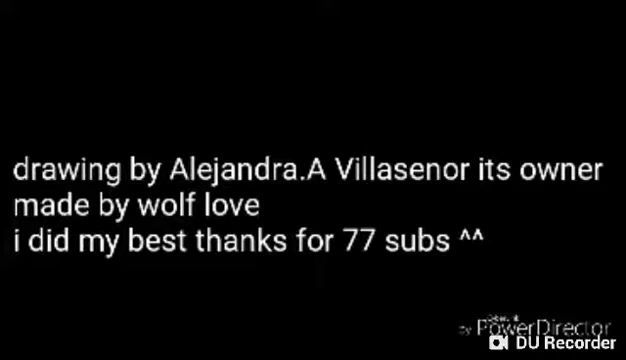 drawing by Alejandra.A Villasenor its owner
made by wolf love
i did my best thanks for 77 subs ^^
by PowerDirector
DU Recorder